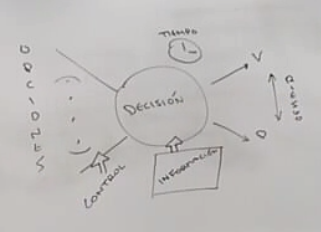 TIEMPO
OPCIONES
DECISIÓN
V
D
RIESGO
CONTROL
INFORMACIÓN